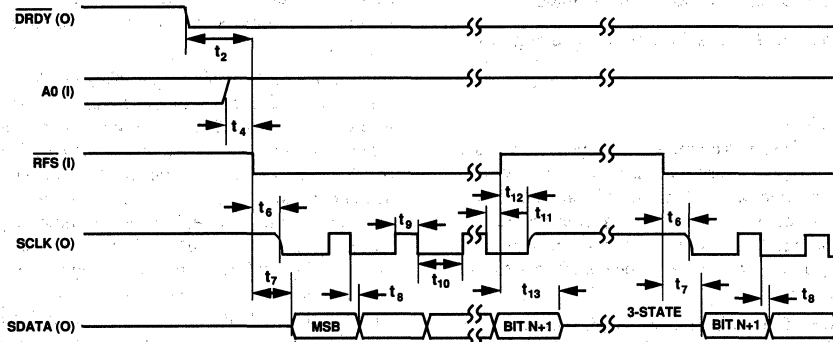 DRDY (O)
t2
A0 (I)
t4
RFS (I)
t12
t6
t9
t11
t6
SCLK (O)
t7
t10
t8
t13
3-STATE
t7
t8
SDATA (O)
MSB
BIT N+1
BIT N+1